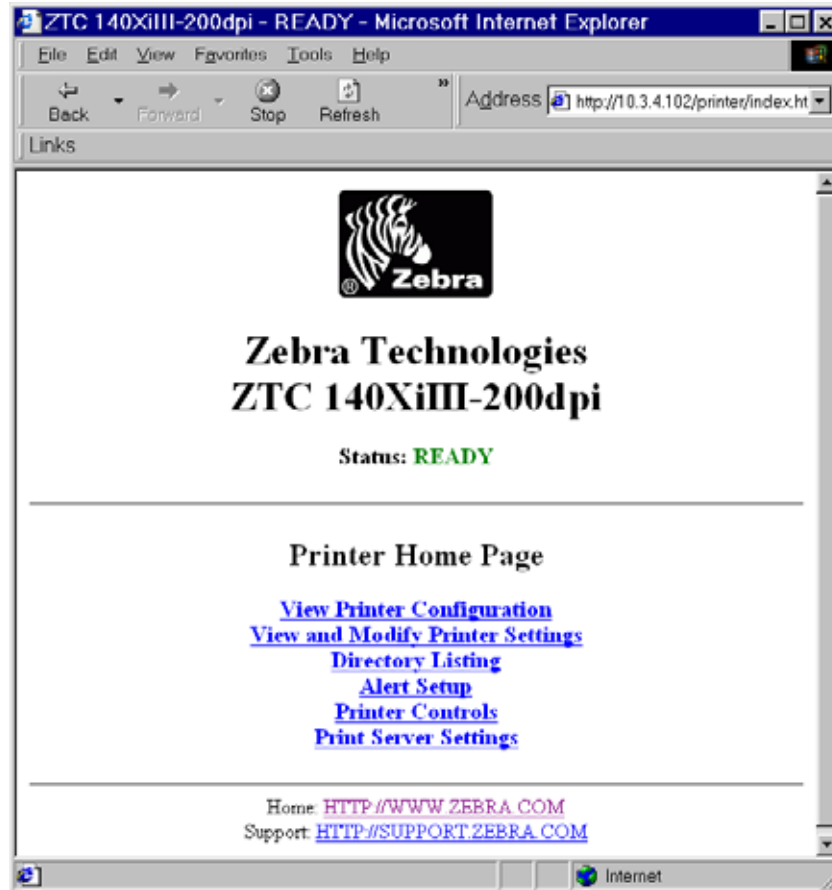 ZTC 140XiIII-200dpi - READY - Microsoft Internet Explorer
File Edit View Favorites Tools Help
Back Forward Stop Refresh » Address http://10.3.4.102/printer/index.ht
Links
Zebra
®
Zebra Technologies
ZTC 140XiIII-200dpi
Status: READY
Printer Home Page
View Printer Configuration
View and Modify Printer Settings
Directory Listing
Alert Setup
Printer Controls
Print Server Settings
Home: HTTP://WWW.ZEBRA.COM
Support: HTTP://SUPPORT.ZEBRA.COM
Internet